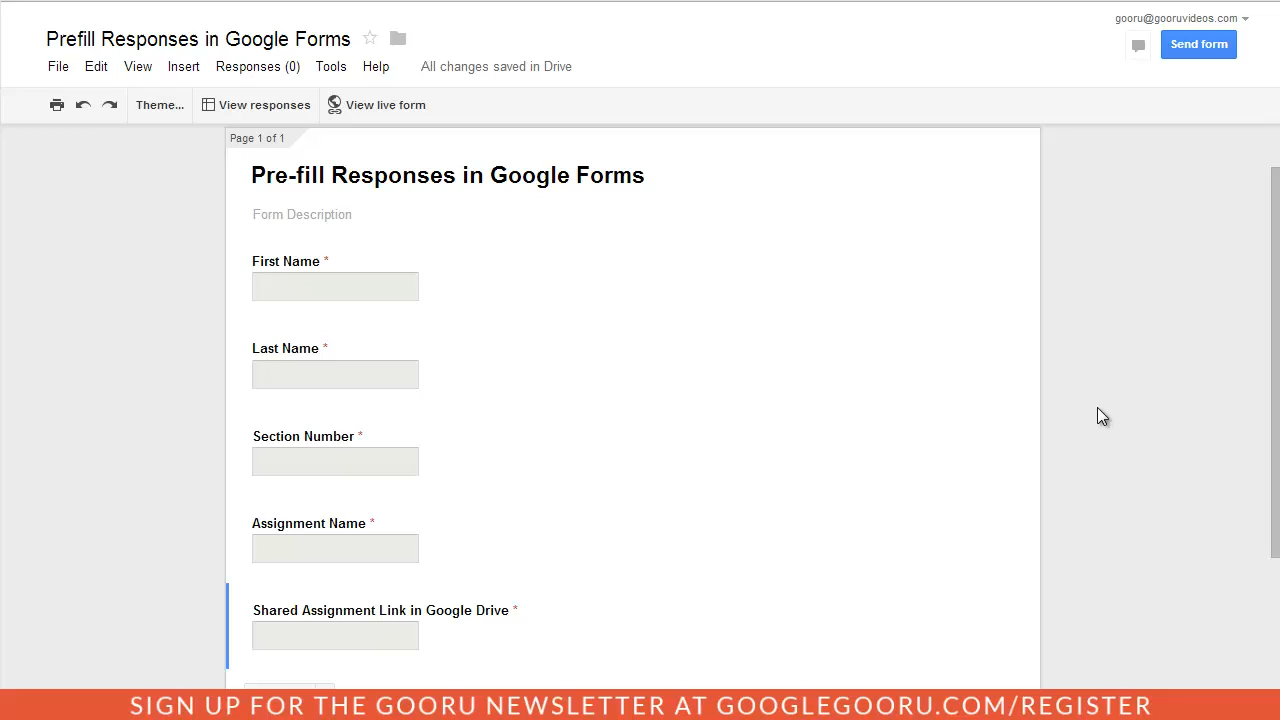 gooru@gooruvideos.com
Prefill Responses in Google Forms
Send form
File Edit View Insert Responses (0) Tools Help All changes saved in Drive
Theme... View responses View live form
Page 1 of 1
Pre-fill Responses in Google Forms
Form Description
First Name *
Last Name *
Section Number *
Assignment Name *
Shared Assignment Link in Google Drive *
SIGN UP FOR THE GOORU NEWSLETTER AT GOOGLEGOORU.COM/REGISTER